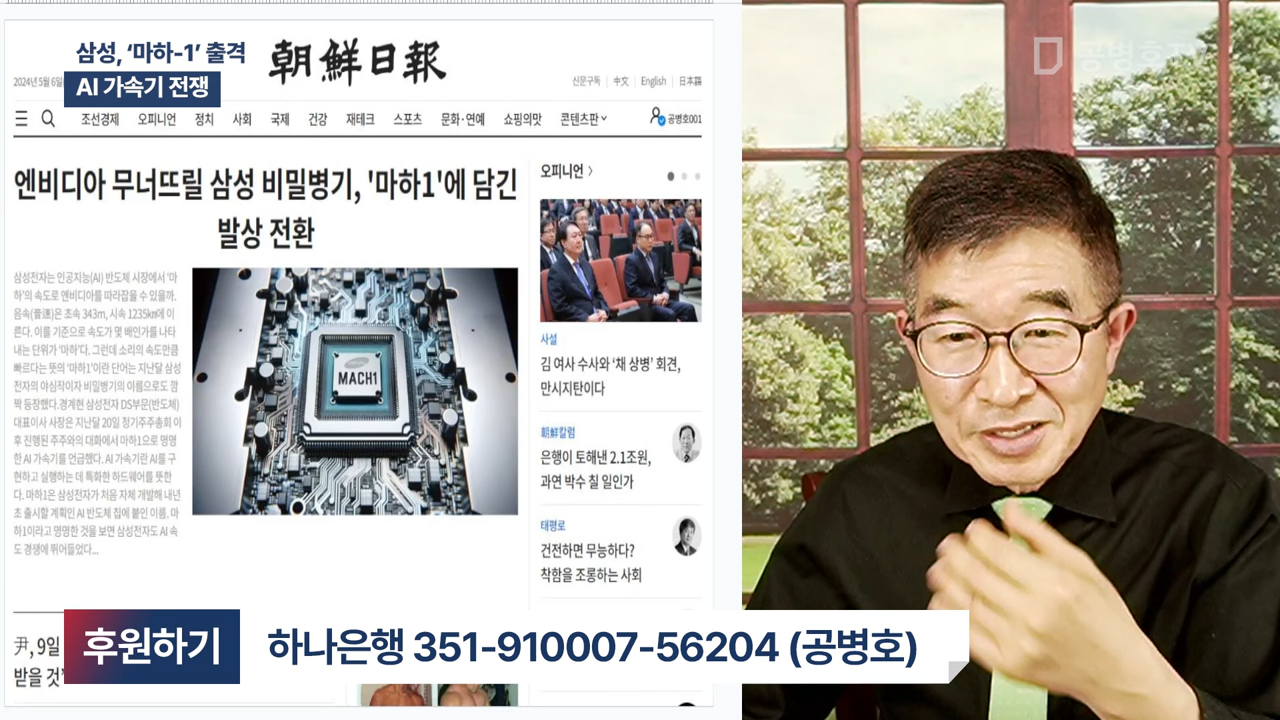 삼성, ‘마하-1’ 출격
AI 가속기 전쟁
朝鮮日報
2024년 5월 6일
신문구독 | 中文 | English | 日本語
조선경제 오피니언 정치 사회 국제 건강 재테크 스포츠 문화·연예 쇼핑의맛 콘텐츠판
공병호001
엔비디아 무너뜨릴 삼성 비밀병기, '마하1'에 담긴
발상 전환
삼성전자는 인공지능(AI) 반도체 시장에서 '마
하'의 속도로 엔비디아를 따라잡을 수 있을까.
음속(音速)은 초속 343m, 시속 1235㎞에 이
른다. 이를 기준으로 속도가 몇 배인가를 나타
내는 단위가 '마하'다. 그런데 소리의 속도만큼
빠르다는 뜻의 '마하1'이란 단어는 지난달 삼성
전자의 야심작이자 비밀병기의 이름으로도 깜
짝 등장했다.경계현 삼성전자 DS부문(반도체)
대표이사 사장은 지난달 20일 정기주주총회 이
후 진행된 주주와의 대화에서 마하1으로 명명
한 AI 가속기를 언급했다. AI 가속기란 AI를 구
현하고 실행하는 데 특화한 하드웨어를 뜻한
다. 마하1은 삼성전자가 처음 자체 개발해 내년
초 출시할 계획인 AI 반도체 칩에 붙인 이름. 마
하1이라고 명명한 것을 보면 삼성전자도 AI 속
도 경쟁에 뛰어들었다...
MACH1
오피니언 〉
사설
김 여사 수사와 ‘채 상병’ 회견,
만시지탄이다
朝鮮칼럼
은행이 토해낸 2.1조원,
과연 박수 칠 일인가
태평로
건전하면 무능하다?
착함을 조롱하는 사회
尹, 9일
받을 것
후원하기
하나은행 351-910007-56204 (공병호)
공병호